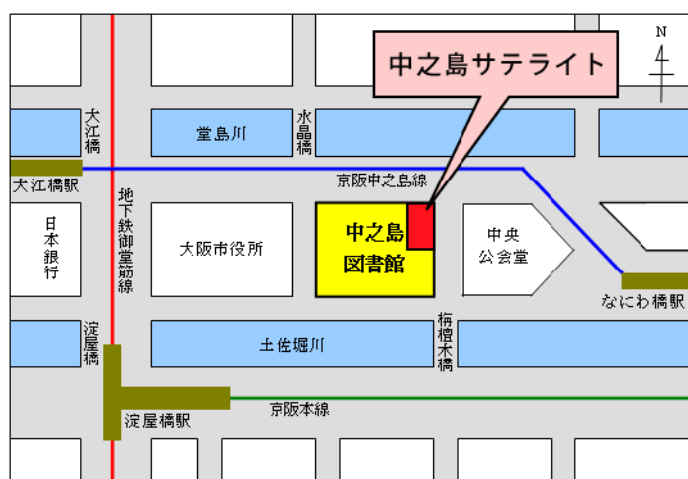 中之島サテライト
N
大江橋
水晶橋
堂島川
京阪中之島線
大江橋駅
地下鉄御堂筋線
日本銀行
大阪市役所
中之島
図書館
中央
公会堂
なにわ橋駅
淀屋橋
土佐堀川
栴檀木橋
京阪本線
淀屋橋駅